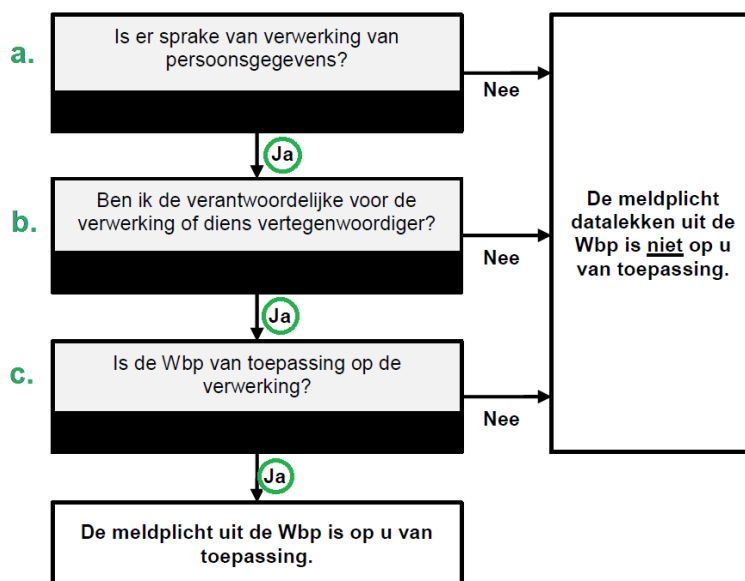 a.
Is er sprake van verwerking van
persoonsgegevens?
Nee
Ja
b.
Ben ik de verantwoordelijke voor de
verwerking of diens vertegenwoordiger?
Nee
Ja
c.
Is de Wbp van toepassing op de
verwerking?
Nee
Ja
De meldplicht uit de Wbp is op u van
toepassing.
De meldplicht
datalekken uit de
Wbp is niet op u
van toepassing.